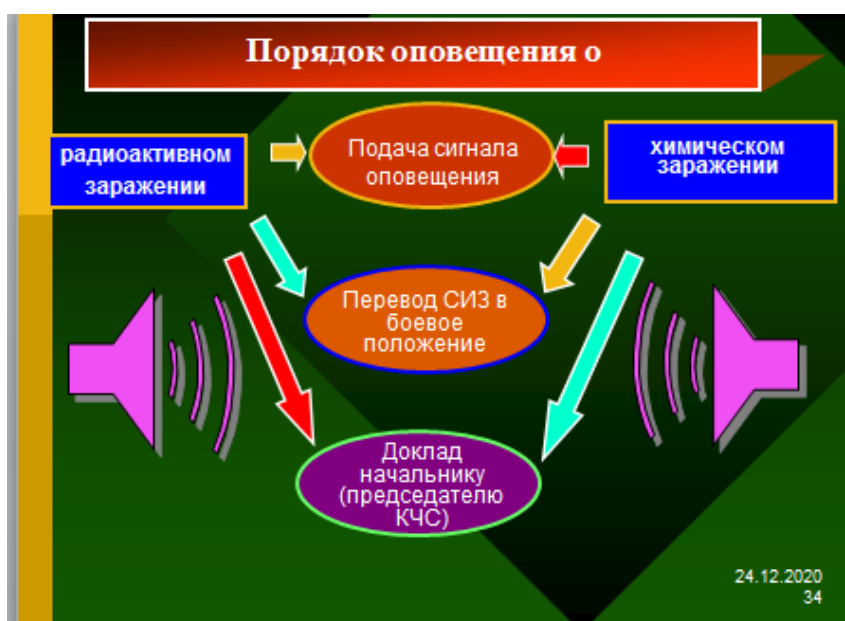 Порядок оповещения о
радиоактивном
заражении
Подача сигнала
оповещения
химическом
заражении
Перевод СИЗ в
боевое
положение
Доклад
начальнику
(председателю
КЧС)
24.12.2020
34